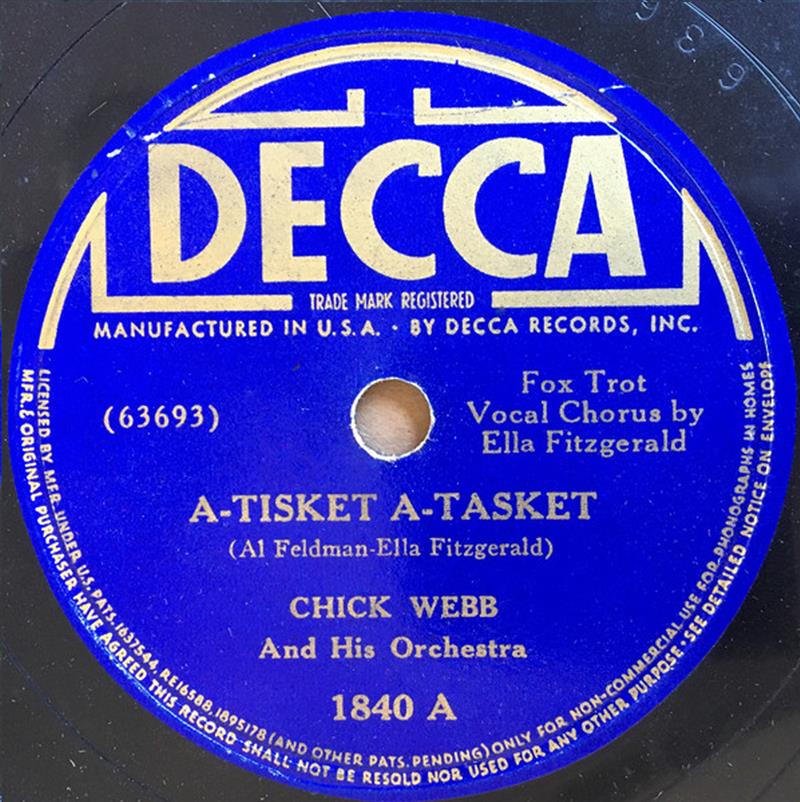 636
DECCA
TRADE MARK REGISTERED
MANUFACTURED IN U.S.A. · BY DECCA RECORDS, INC.
(63693)
Fox Trot
Vocal Chorus by
Ella Fitzgerald
A-TISKET A-TASKET
(Al Feldman-Ella Fitzgerald)
CHICK WEBB
And His Orchestra
1840 A
LICENSED BY MFR. UNDER U.S. PATS. 1637544, RE16588, 1895178 (AND OTHER PATS. PENDING) ONLY FOR NON-COMMERCIAL USE FOR PHONOGRAPHS IN HOMES
MFR. & ORIGINAL PURCHASER HAVE AGREED THIS RECORD SHALL NOT BE RESOLD NOR USED FOR ANY OTHER PURPOSE · SEE DETAILED NOTICE ON ENVELOPE